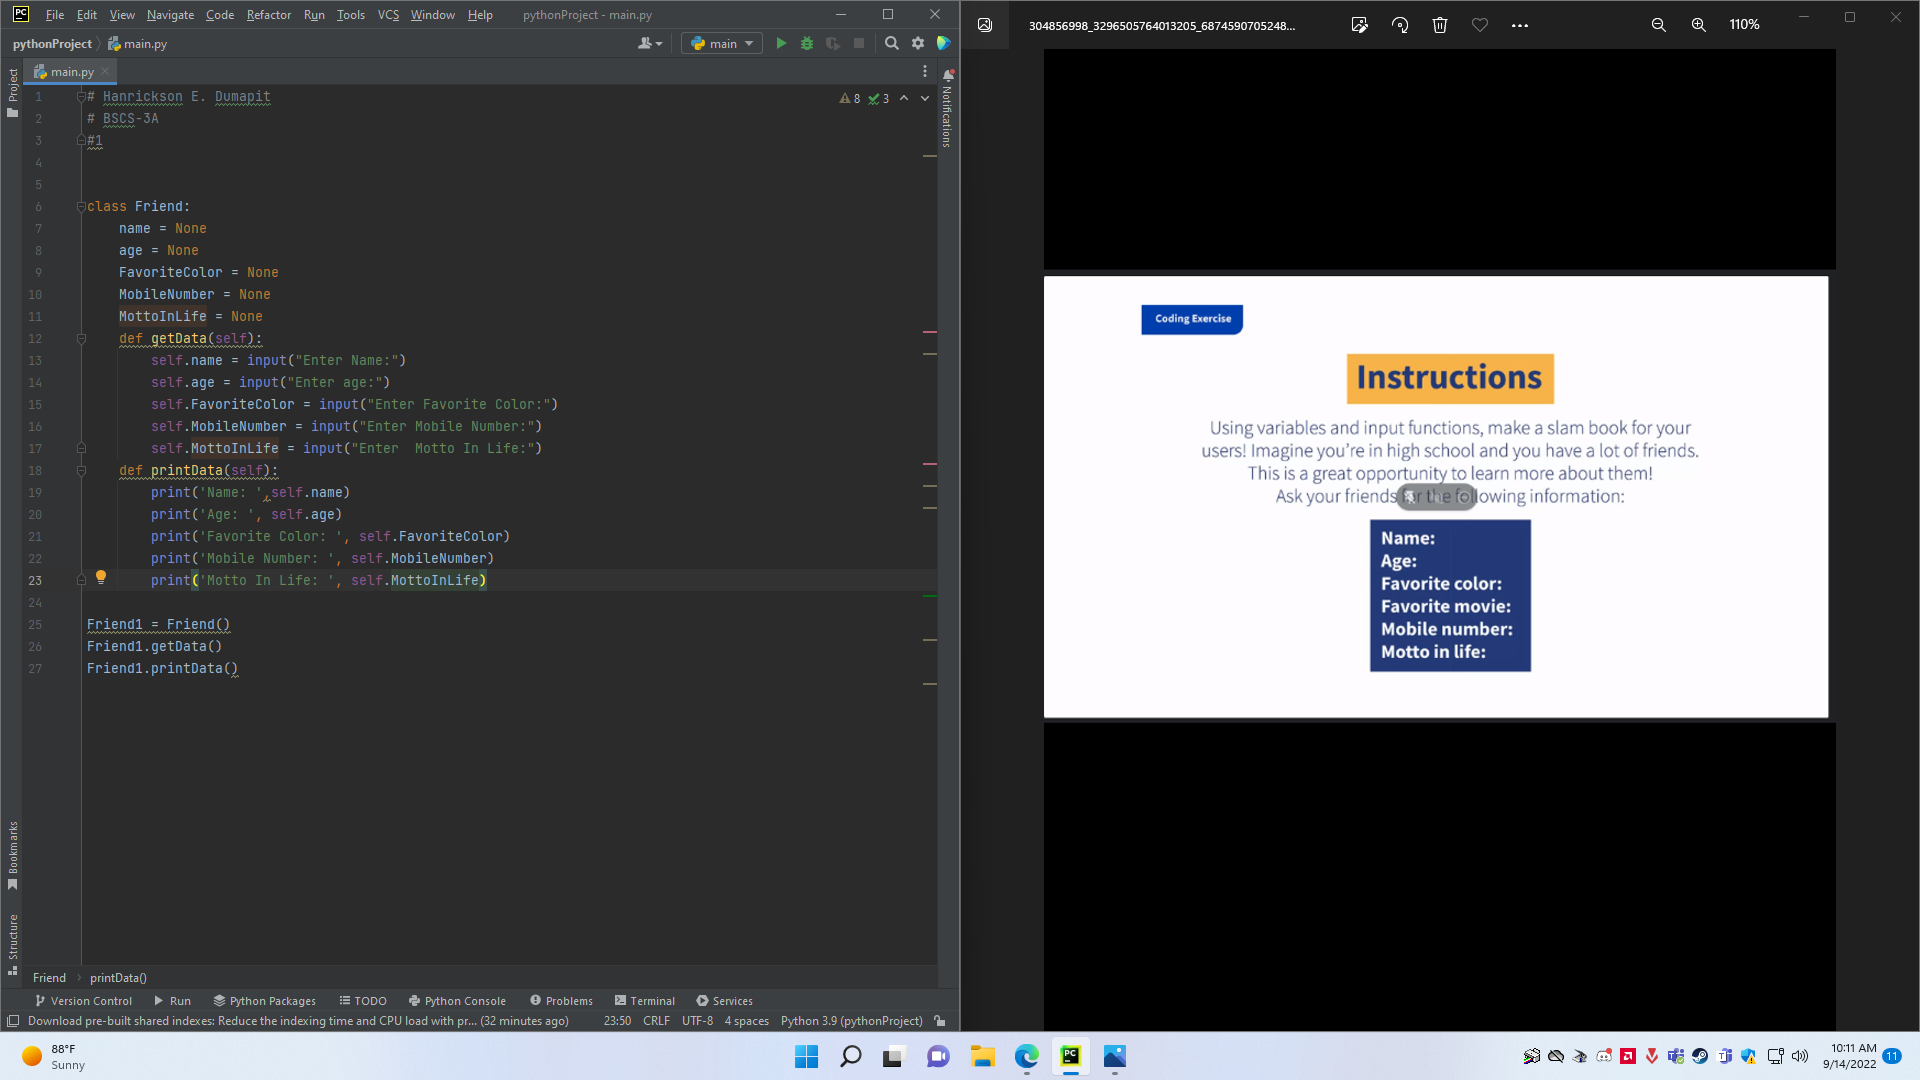 File Edit View Navigate Code Refactor Run Tools VCS Window Help pythonProject - main.py
pythonProject main.py
main
main.py
Project
Notifications
8 3
1 # Hanrickson E. Dumapit
2 # BSCS-3A
3 #1
4
5
6 class Friend:
7 name = None
8 age = None
9 FavoriteColor = None
10 MobileNumber = None
11 MottoInLife = None
12 def getData(self):
13 self.name = input("Enter Name:")
14 self.age = input("Enter age:")
15 self.FavoriteColor = input("Enter Favorite Color:")
16 self.MobileNumber = input("Enter Mobile Number:")
17 self.MottoInLife = input("Enter  Motto In Life:")
18 def printData(self):
19 print('Name: ',self.name)
20 print('Age: ', self.age)
21 print('Favorite Color: ', self.FavoriteColor)
22 print('Mobile Number: ', self.MobileNumber)
23 print('Motto In Life: ', self.MottoInLife)
24
25 Friend1 = Friend()
26 Friend1.getData()
27 Friend1.printData()
Bookmarks
Structure
Friend printData()
Version Control Run Python Packages TODO Python Console Problems Terminal Services
Download pre-built shared indexes: Reduce the indexing time and CPU load with pr... (32 minutes ago) 23:50 CRLF UTF-8 4 spaces Python 3.9 (pythonProject)
304856998_3296505764013205_6874590705248... 110%
Coding Exercise
Instructions
Using variables and input functions, make a slam book for your
users! Imagine you're in high school and you have a lot of friends.
This is a great opportunity to learn more about them!
Ask your friends for the following information:
Name:
Age:
Favorite color:
Favorite movie:
Mobile number:
Motto in life:
88°F
Sunny
PC
10:11 AM
9/14/2022
11